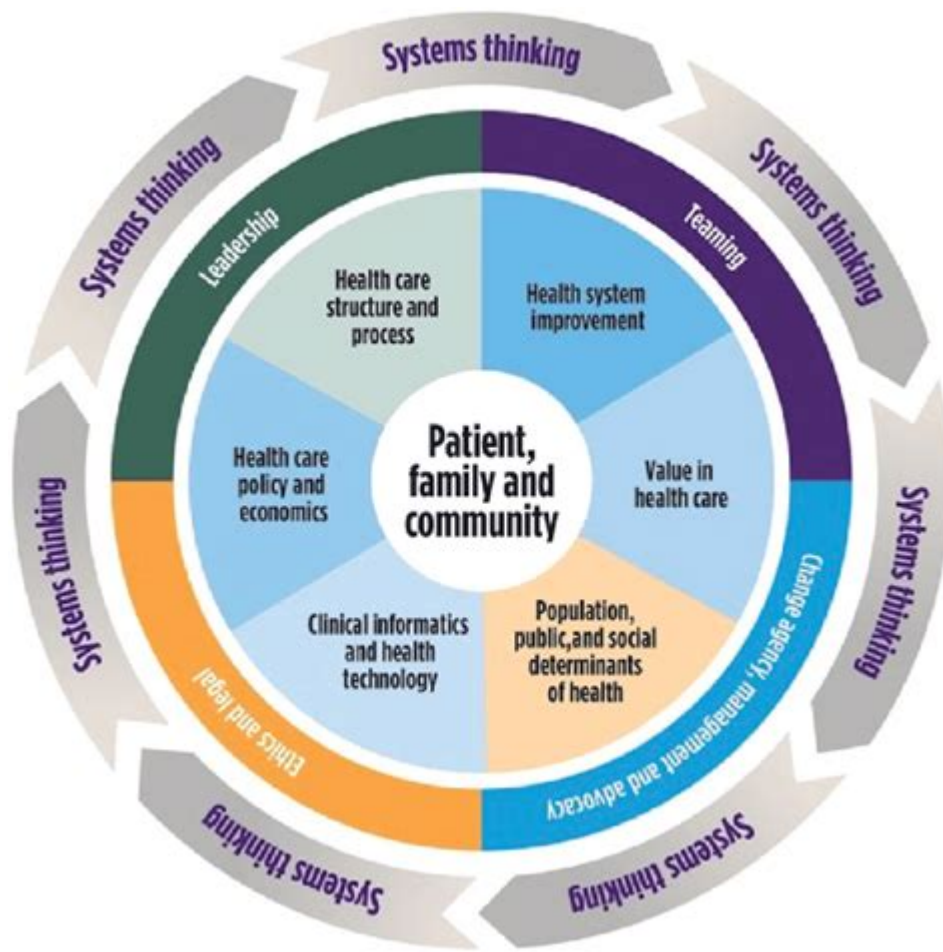 Systems thinking
Systems thinking
Systems thinking
Systems thinking
Systems thinking
Systems thinking
Systems thinking
Systems thinking
Leadership
Teaming
Change agency, management and advocacy
Ethics and legal
Health care
structure and
process
Health system
improvement
Value in
health care
Population,
public,and social
determinants
of health
Clinical informatics
and health
technology
Health care
policy and
economics
Patient,
family and
community